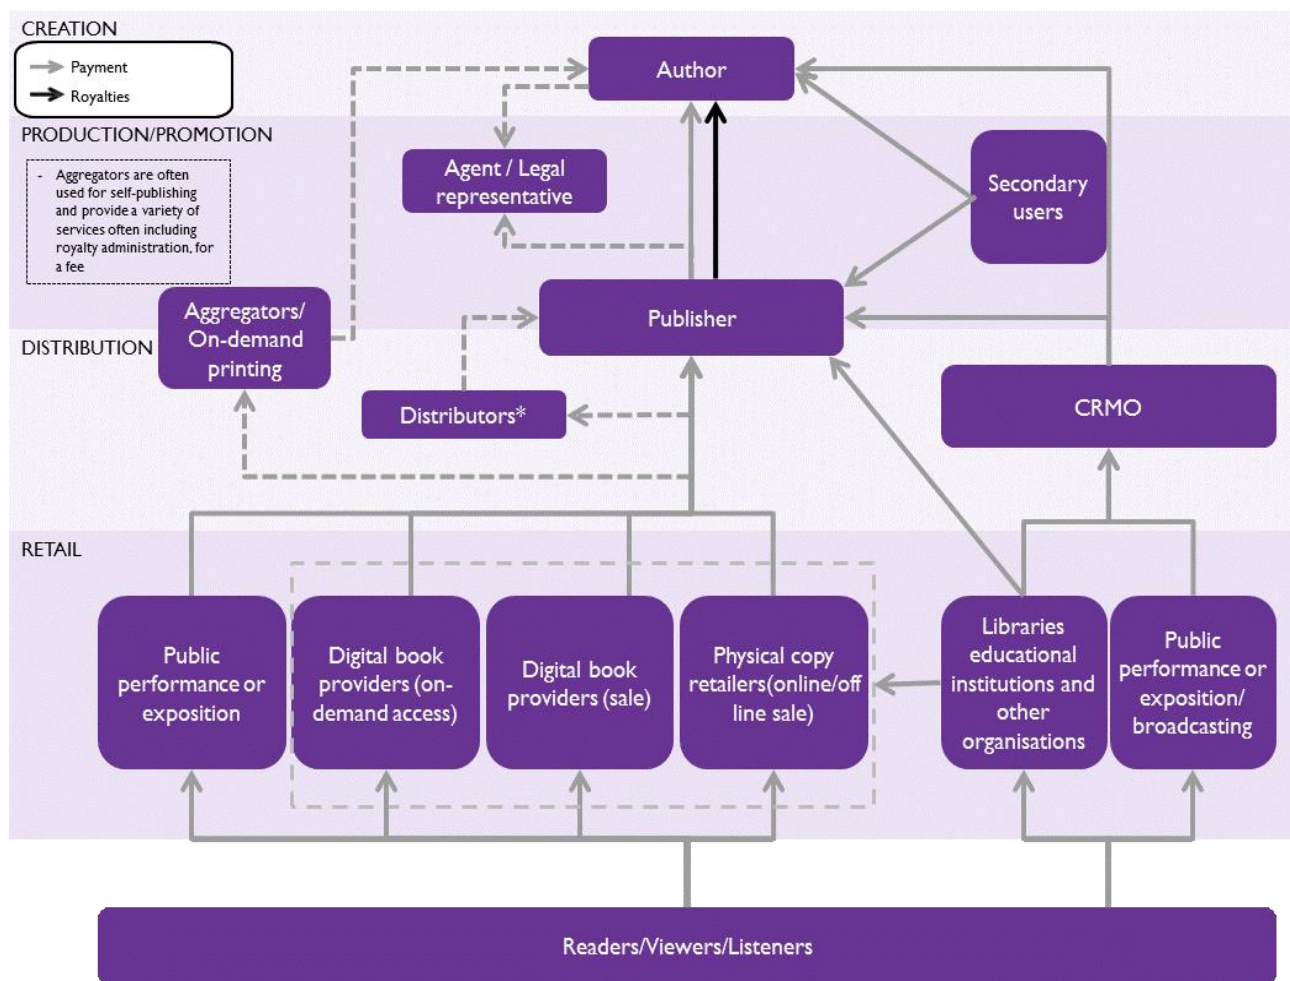 CREATION
Payment
Royalties
Author
PRODUCTION/PROMOTION
- Aggregators are often
used for self-publishing
and provide a variety of
services often including
royalty administration, for
a fee
Agent / Legal
representative
Secondary
users
Aggregators/
On-demand
printing
Publisher
DISTRIBUTION
Distributors*
CRMO
RETAIL
Public
performance or
exposition
Digital book
providers (on-
demand access)
Digital book
providers (sale)
Physical copy
retailers(online/off
line sale)
Libraries
educational
institutions and
other
organisations
Public
performance or
exposition/
broadcasting
Readers/Viewers/Listeners